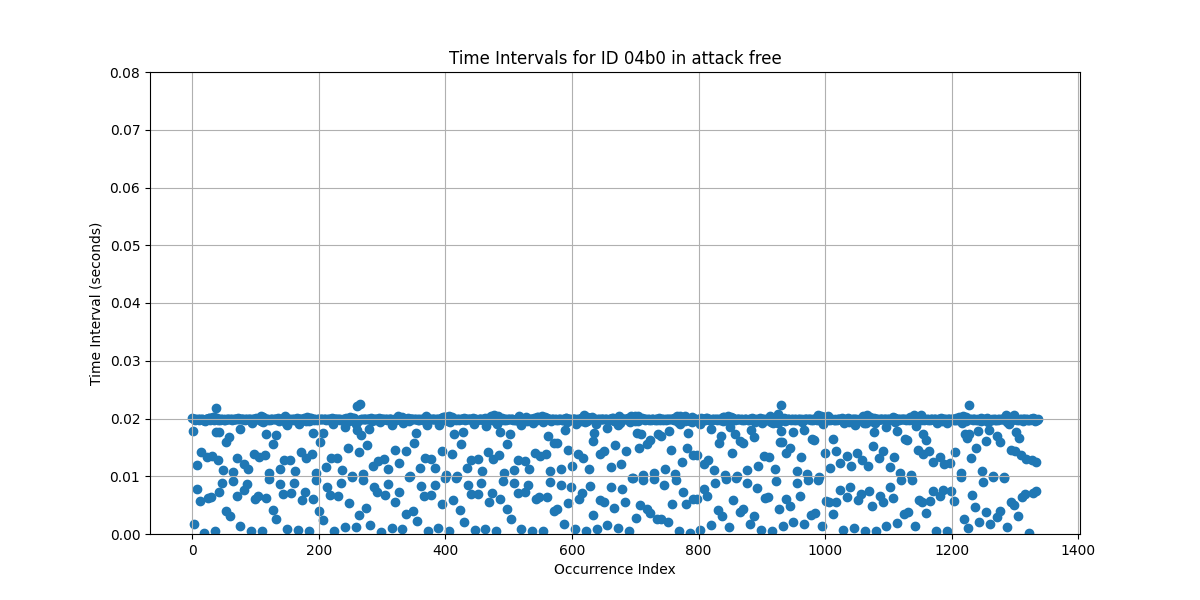 Time Intervals for ID 04b0 in attack free
0.08
0.07
0.06
0.05
0.04
0.03
0.02
0.01
0.00
Time Interval (seconds)
0 200 400 600 800 1000 1200 1400
Occurrence Index